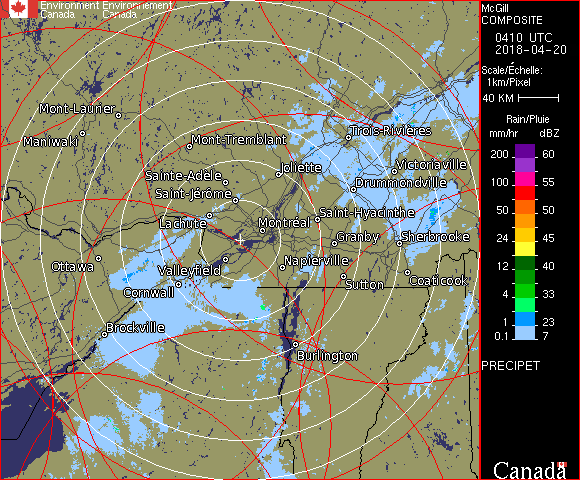 Environment Environnement
Canada Canada
McGill
COMPOSITE
0410 UTC
2018-04-20
Scale/Échelle:
1km/Pixel
40 KM
Rain/Pluie
mm/hr dBZ
200 60
100 55
50 50
24 45
12 40
4 33
0.1 7
Mont-Laurier
Maniwaki
Mont-Tremblant
Trois-Rivières
Sainte-Adèle
Joliette
Victoriaville
Saint-Jérôme
Drummondville
Lachute
Montréal
Saint-Hyacinthe
Granby
Sherbrooke
Ottawa
Valleyfield
Napierville
Cornwall
Sutton
Coaticook
Brockville
Burlington
PRECIPET
Canada